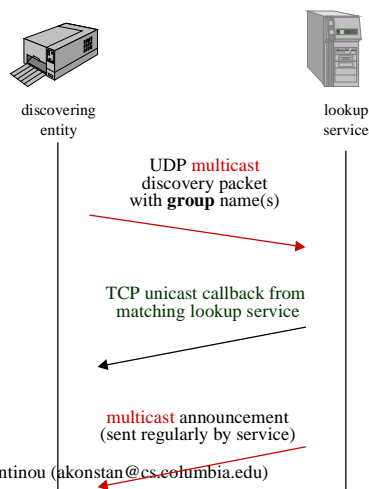 discovering
entity
lookup
service
UDP multicast
discovery packet
with group name(s)
TCP unicast callback from
matching lookup service
multicast announcement
(sent regularly by service)
ntinou (akonstan@cs.columbia.edu)